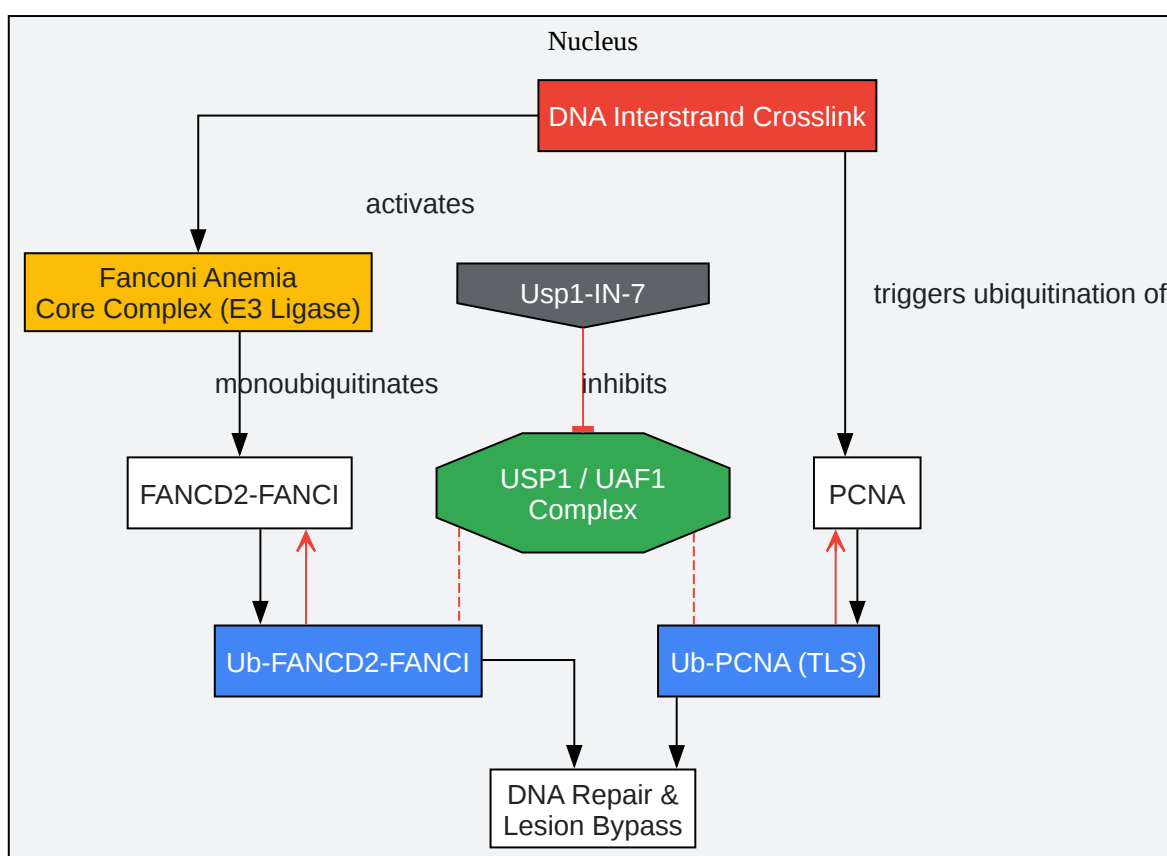 Nucleus
DNA Interstrand Crosslink
activates
Fanconi Anemia
Core Complex (E3 Ligase)
Usp1-IN-7
triggers ubiquitination of
monoubiquitinates
inhibits
FANCD2-FANCI
USP1 / UAF1
Complex
PCNA
Ub-FANCD2-FANCI
Ub-PCNA (TLS)
DNA Repair &
Lesion Bypass